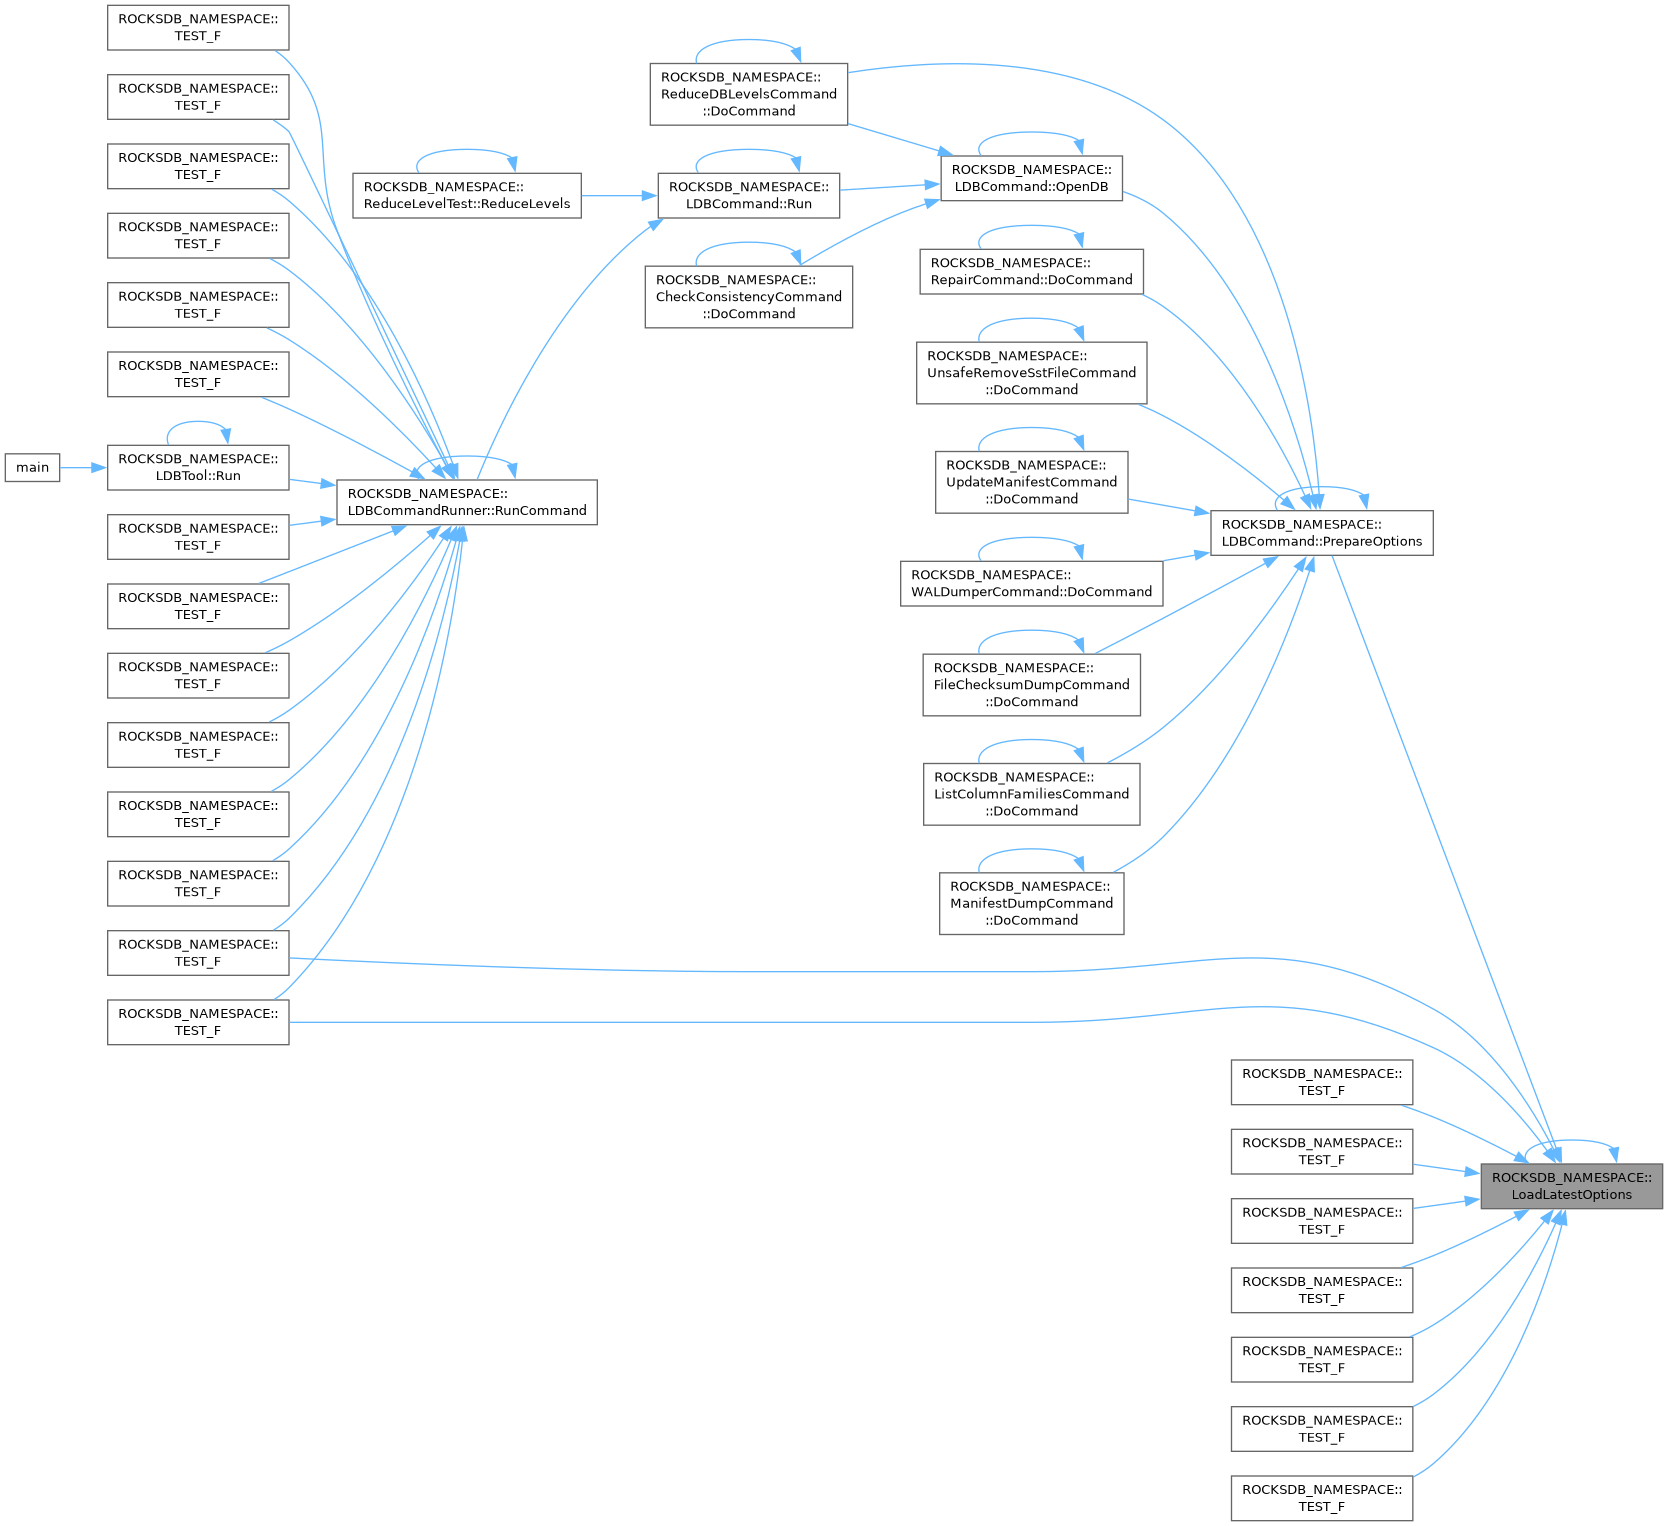 ROCKSDB_NAMESPACE::
TEST_F
ROCKSDB_NAMESPACE::
TEST_F
ROCKSDB_NAMESPACE::
TEST_F
ROCKSDB_NAMESPACE::
TEST_F
ROCKSDB_NAMESPACE::
TEST_F
ROCKSDB_NAMESPACE::
TEST_F
main
ROCKSDB_NAMESPACE::
LDBTool::Run
ROCKSDB_NAMESPACE::
TEST_F
ROCKSDB_NAMESPACE::
TEST_F
ROCKSDB_NAMESPACE::
TEST_F
ROCKSDB_NAMESPACE::
TEST_F
ROCKSDB_NAMESPACE::
TEST_F
ROCKSDB_NAMESPACE::
TEST_F
ROCKSDB_NAMESPACE::
TEST_F
ROCKSDB_NAMESPACE::
TEST_F
ROCKSDB_NAMESPACE::
ReduceLevelTest::ReduceLevels
ROCKSDB_NAMESPACE::
LDBCommandRunner::RunCommand
ROCKSDB_NAMESPACE::
ReduceDBLevelsCommand
::DoCommand
ROCKSDB_NAMESPACE::
LDBCommand::Run
ROCKSDB_NAMESPACE::
CheckConsistencyCommand
::DoCommand
ROCKSDB_NAMESPACE::
LDBCommand::OpenDB
ROCKSDB_NAMESPACE::
RepairCommand::DoCommand
ROCKSDB_NAMESPACE::
UnsafeRemoveSstFileCommand
::DoCommand
ROCKSDB_NAMESPACE::
UpdateManifestCommand
::DoCommand
ROCKSDB_NAMESPACE::
WALDumperCommand::DoCommand
ROCKSDB_NAMESPACE::
FileChecksumDumpCommand
::DoCommand
ROCKSDB_NAMESPACE::
ListColumnFamiliesCommand
::DoCommand
ROCKSDB_NAMESPACE::
ManifestDumpCommand
::DoCommand
ROCKSDB_NAMESPACE::
LDBCommand::PrepareOptions
ROCKSDB_NAMESPACE::
TEST_F
ROCKSDB_NAMESPACE::
TEST_F
ROCKSDB_NAMESPACE::
TEST_F
ROCKSDB_NAMESPACE::
TEST_F
ROCKSDB_NAMESPACE::
TEST_F
ROCKSDB_NAMESPACE::
TEST_F
ROCKSDB_NAMESPACE::
TEST_F
ROCKSDB_NAMESPACE::
LoadLatestOptions